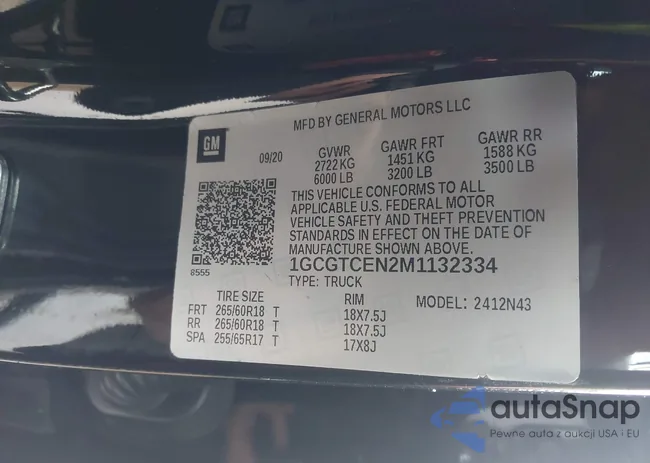 MFD BY GENERAL MOTORS LLC
GM
09/20
GVWR GAWR FRT GAWR RR
2722 KG 1451 KG 1588 KG
6000 LB 3200 LB 3500 LB
THIS VEHICLE CONFORMS TO ALL
APPLICABLE U.S. FEDERAL MOTOR
VEHICLE SAFETY AND THEFT PREVENTION
STANDARDS IN EFFECT ON THE DATE OF
MANUFACTURE SHOWN ABOVE.
8555
1GCGTCEN2M1132334
TYPE: TRUCK
TIRE SIZE RIM MODEL: 2412N43
FRT 265/60R18 T 18X7.5J
RR 265/60R18 T 18X7.5J
SPA 255/65R17 T 17X8J
autaSnap
Pewne auta z aukcji USA i EU